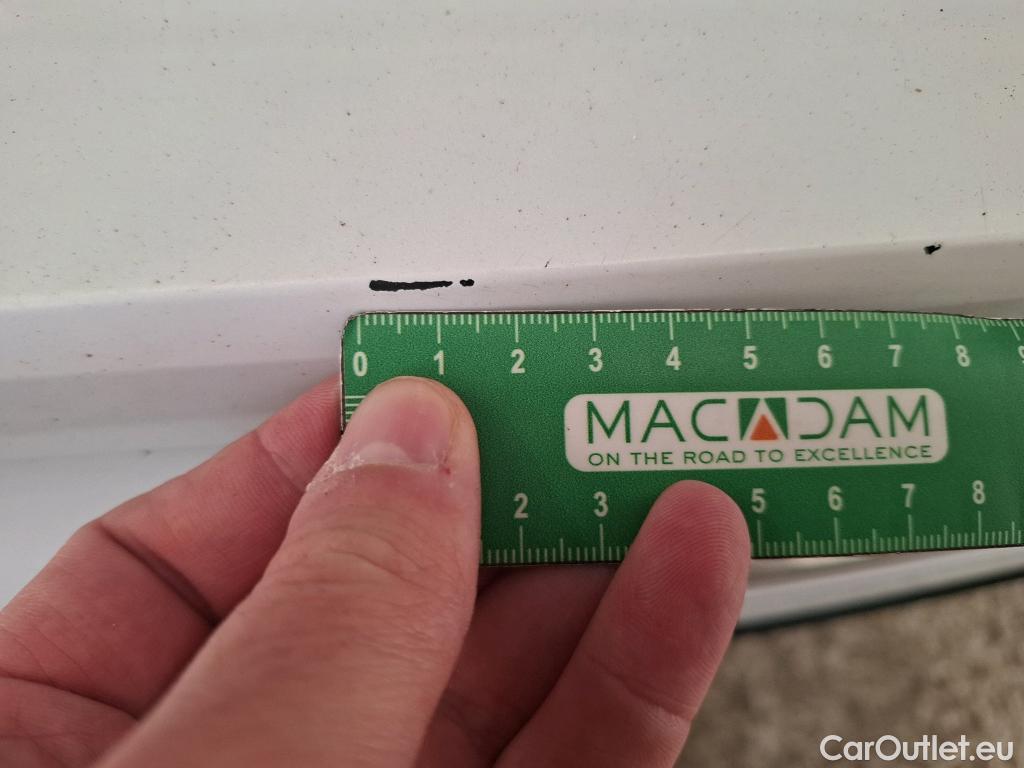 0 1 2 3 4 5 6 7 8
MACADAM
ON THE ROAD TO EXCELLENCE
2 3 5 6 7 8
CarOutlet.eu